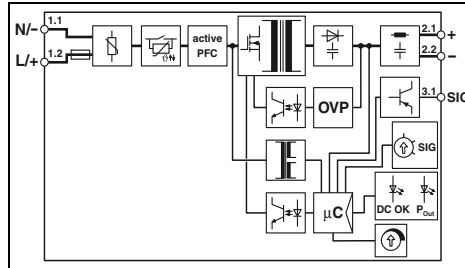 N/− 1.1
L/+ 1.2
ϑ
active
PFC
2.1 +
2.2 −
OVP
3.1 SIG
SIG
µC
DC OK P Out